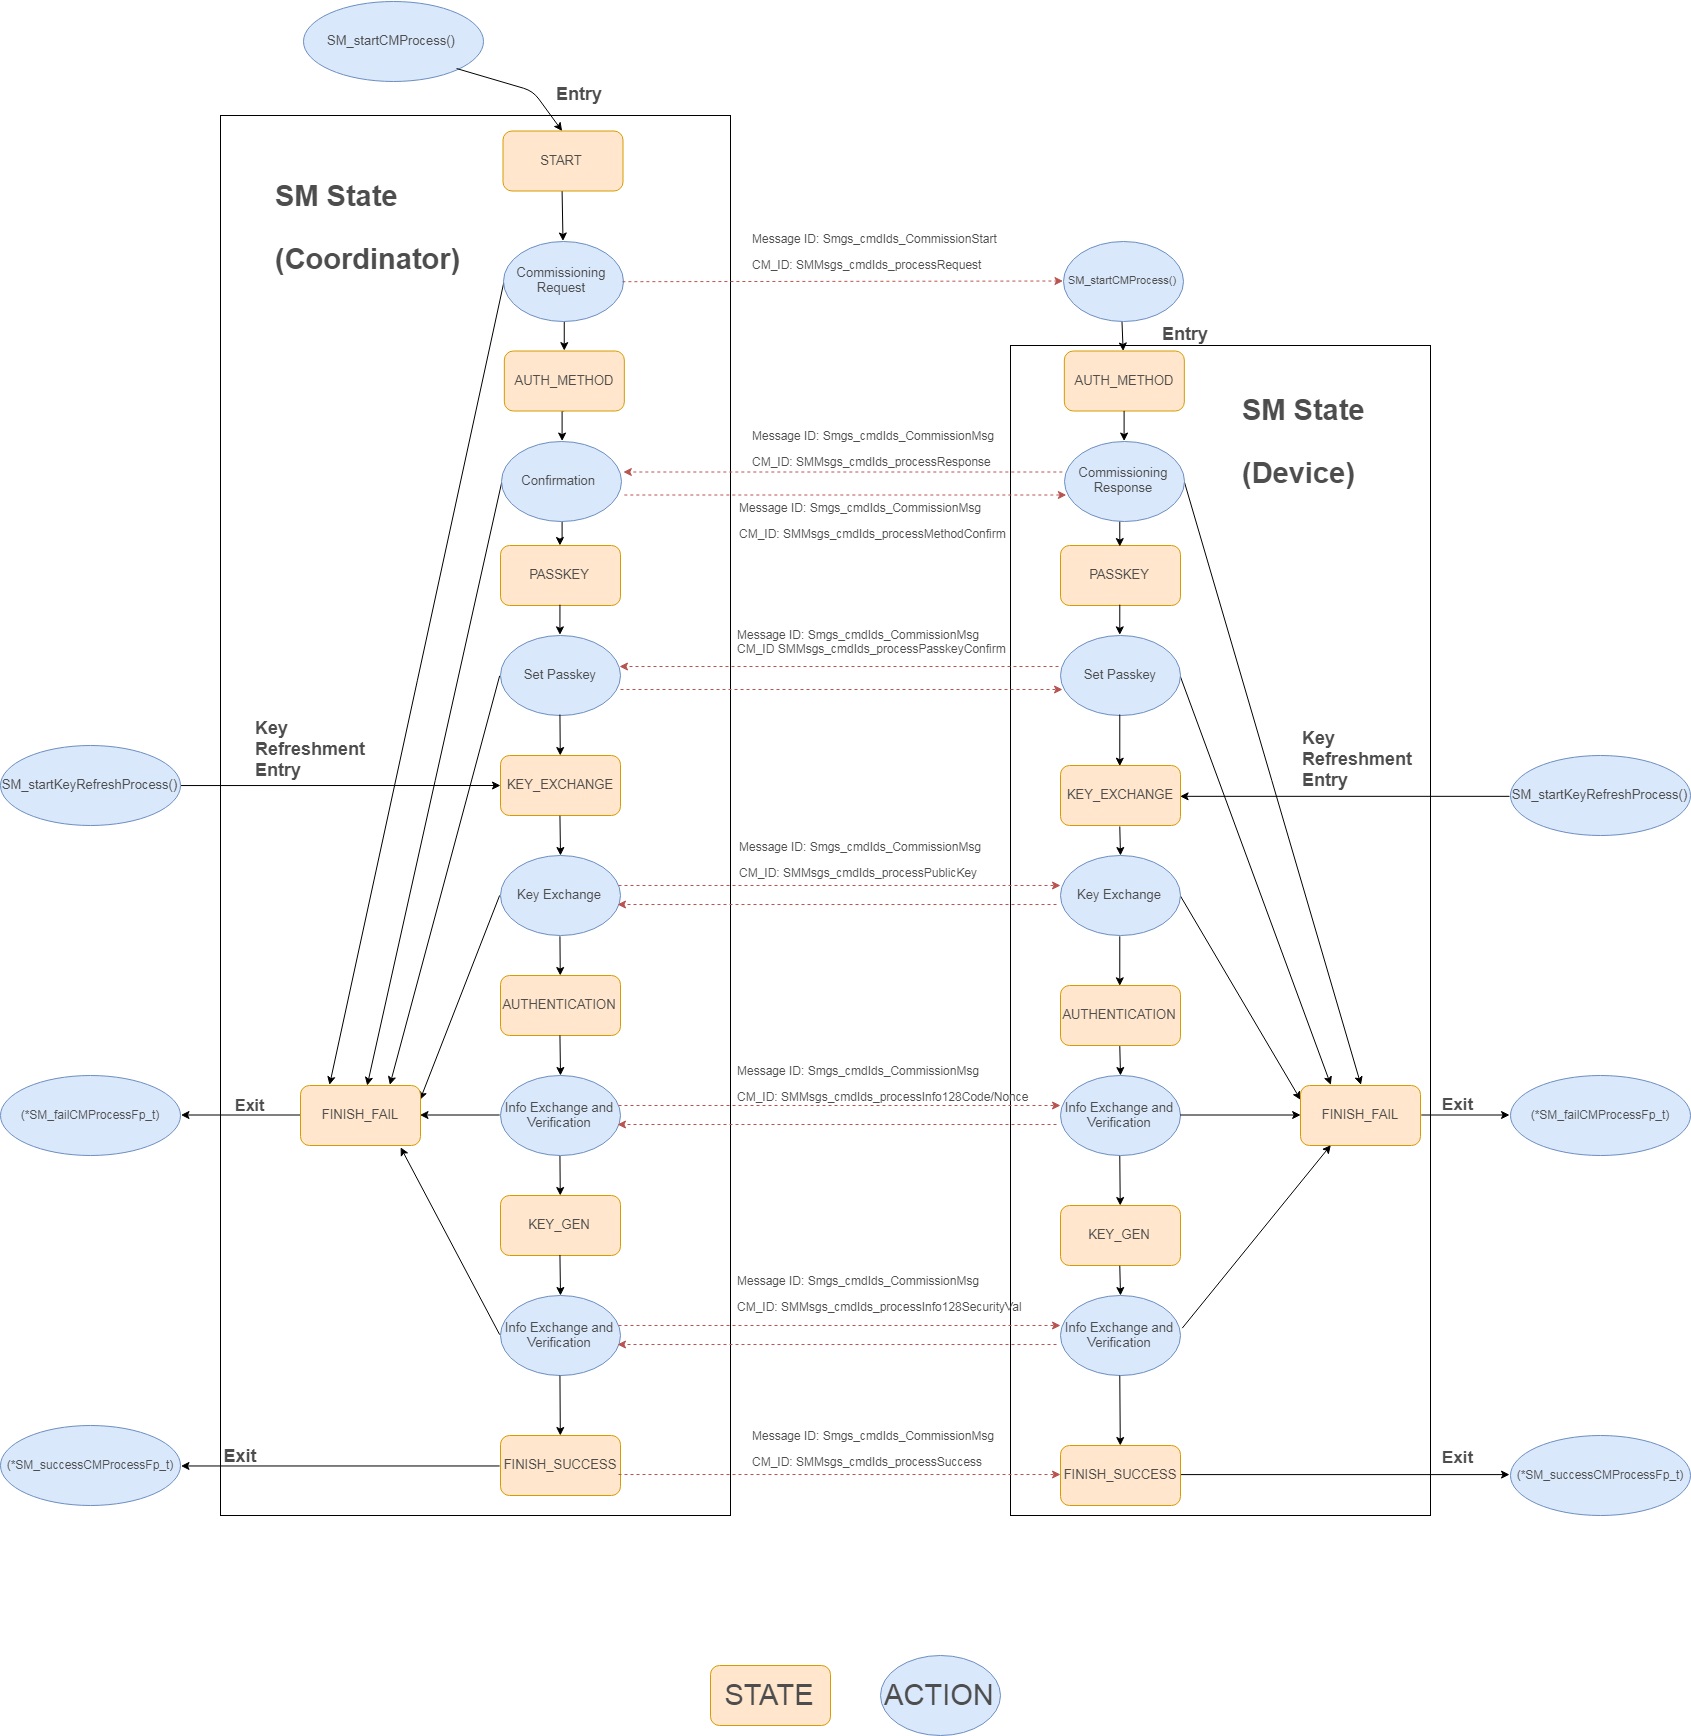 SM_startCMProcess()
Entry
START
SM State
(Coordinator)
Message ID: Smgs_cmdIds_CommissionStart
CM_ID: SMMsgs_cmdIds_processRequest
Commissioning
Request
SM_startCMProcess()
Entry
AUTH_METHOD
AUTH_METHOD
SM State
(Device)
Message ID: Smgs_cmdIds_CommissionMsg
CM_ID: SMMsgs_cmdIds_processResponse
Confirmation
Commissioning
Response
Message ID: Smgs_cmdIds_CommissionMsg
CM_ID: SMMsgs_cmdIds_processMethodConfirm
PASSKEY
PASSKEY
Message ID: Smgs_cmdIds_CommissionMsg
CM_ID SMMsgs_cmdIds_processPasskeyConfirm
Set Passkey
Set Passkey
Key
Refreshment
Entry
Key
Refreshment
Entry
SM_startKeyRefreshProcess()
KEY_EXCHANGE
KEY_EXCHANGE
SM_startKeyRefreshProcess()
Message ID: Smgs_cmdIds_CommissionMsg
CM_ID: SMMsgs_cmdIds_processPublicKey
Key Exchange
Key Exchange
AUTHENTICATION
AUTHENTICATION
Message ID: Smgs_cmdIds_CommissionMsg
CM_ID: SMMsgs_cmdIds_processInfo128Code/Nonce
(*SM_failCMProcessFp_t)
Exit
FINISH_FAIL
Info Exchange and
Verification
Info Exchange and
Verification
FINISH_FAIL
Exit
(*SM_failCMProcessFp_t)
KEY_GEN
KEY_GEN
Message ID: Smgs_cmdIds_CommissionMsg
CM_ID: SMMsgs_cmdIds_processInfo128SecurityVal
Info Exchange and
Verification
Info Exchange and
Verification
Message ID: Smgs_cmdIds_CommissionMsg
CM_ID: SMMsgs_cmdIds_processSuccess
(*SM_successCMProcessFp_t)
Exit
FINISH_SUCCESS
FINISH_SUCCESS
Exit
(*SM_successCMProcessFp_t)
STATE
ACTION